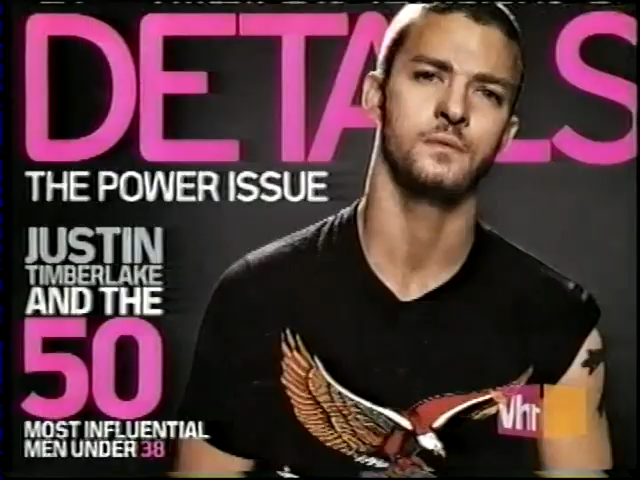 DETAILS
THE POWER ISSUE
JUSTIN
TIMBERLAKE
AND THE
50
MOST INFLUENTIAL
MEN UNDER 38
Vh1